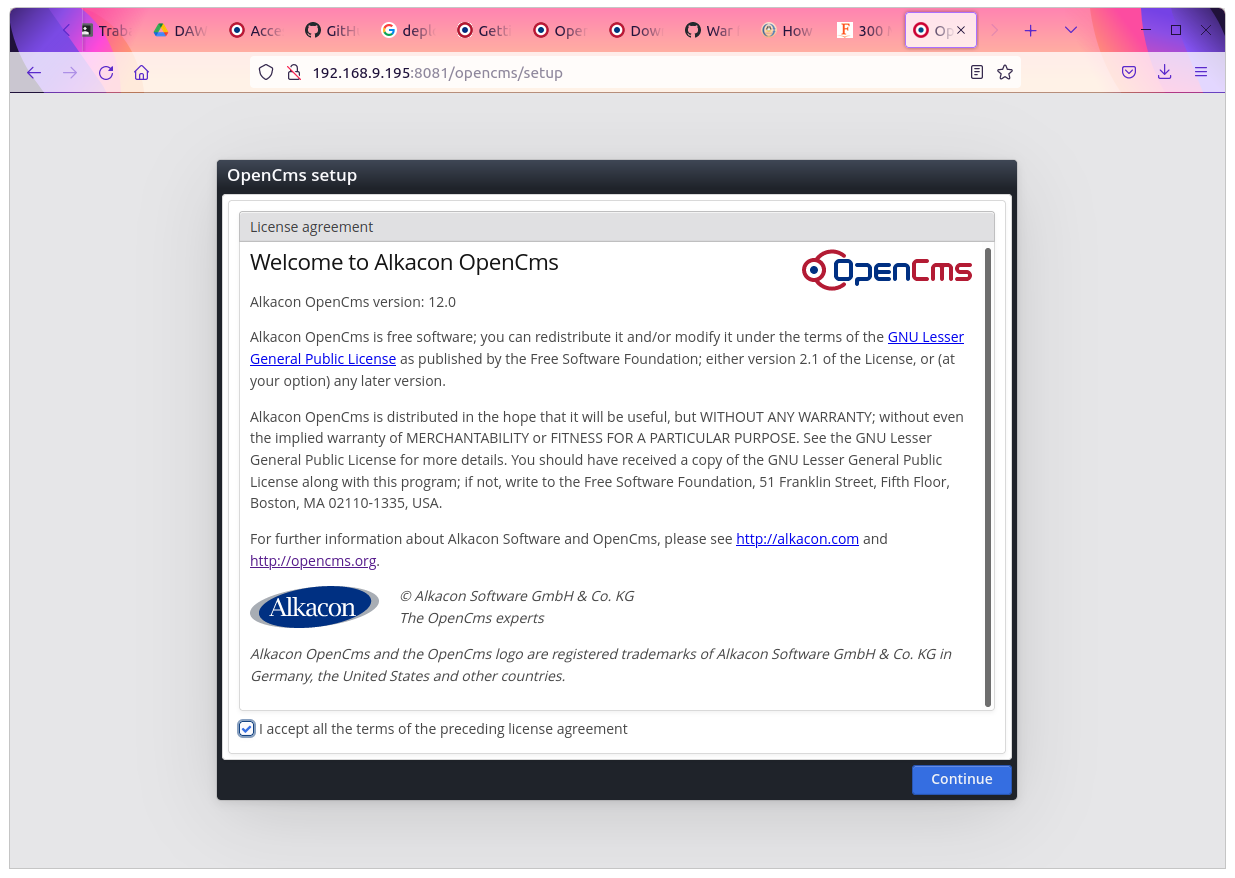 Trab
DAW
Acce
GitH
depl
Getti
Open
Dow
War
How
300
Op
192.168.9.195:8081/opencms/setup
OpenCms setup
License agreement
Welcome to Alkacon OpenCms
OpenCms
Alkacon OpenCms version: 12.0
Alkacon OpenCms is free software; you can redistribute it and/or modify it under the terms of the GNU Lesser
General Public License as published by the Free Software Foundation; either version 2.1 of the License, or (at
your option) any later version.
Alkacon OpenCms is distributed in the hope that it will be useful, but WITHOUT ANY WARRANTY; without even
the implied warranty of MERCHANTABILITY or FITNESS FOR A PARTICULAR PURPOSE. See the GNU Lesser
General Public License for more details. You should have received a copy of the GNU Lesser General Public
License along with this program; if not, write to the Free Software Foundation, 51 Franklin Street, Fifth Floor,
Boston, MA 02110-1335, USA.
For further information about Alkacon Software and OpenCms, please see http://alkacon.com and
http://opencms.org.
Alkacon
© Alkacon Software GmbH & Co. KG
The OpenCms experts
Alkacon OpenCms and the OpenCms logo are registered trademarks of Alkacon Software GmbH & Co. KG in
Germany, the United States and other countries.
I accept all the terms of the preceding license agreement
Continue